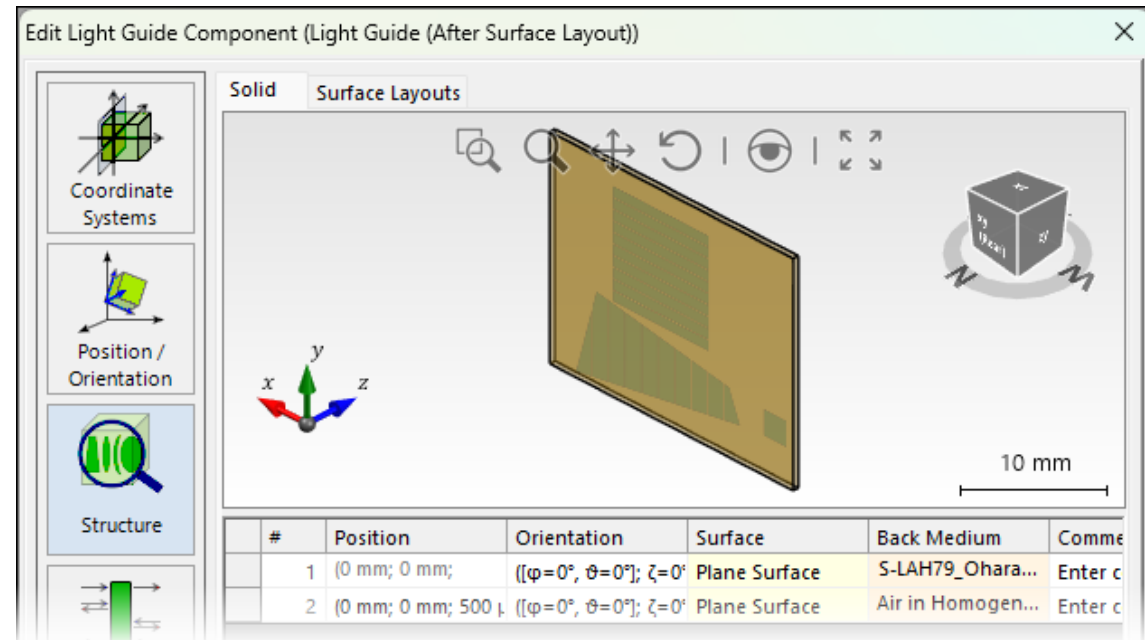 Edit Light Guide Component (Light Guide (After Surface Layout))
Solid
Surface Layouts
Coordinate
Systems
Position /
Orientation
Structure
x
y
z
N
10 mm
# Position Orientation Surface Back Medium Comme
1 (0 mm; 0 mm; ([φ=0°, ϑ=0°]; ζ=0° Plane Surface S-LAH79_Ohara... Enter c
2 (0 mm; 0 mm; 500 μ ([φ=0°, ϑ=0°]; ζ=0° Plane Surface Air in Homogen... Enter c